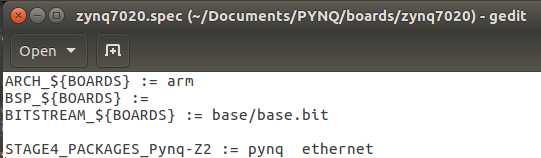 zynq7020.spec (~/Documents/PYNQ/boards/zynq7020) - gedit
Open
ARCH_${BOARDS} := arm
BSP_${BOARDS} :=
BITSTREAM_${BOARDS} := base/base.bit
STAGE4_PACKAGES_Pynq-Z2 := pynq  ethernet